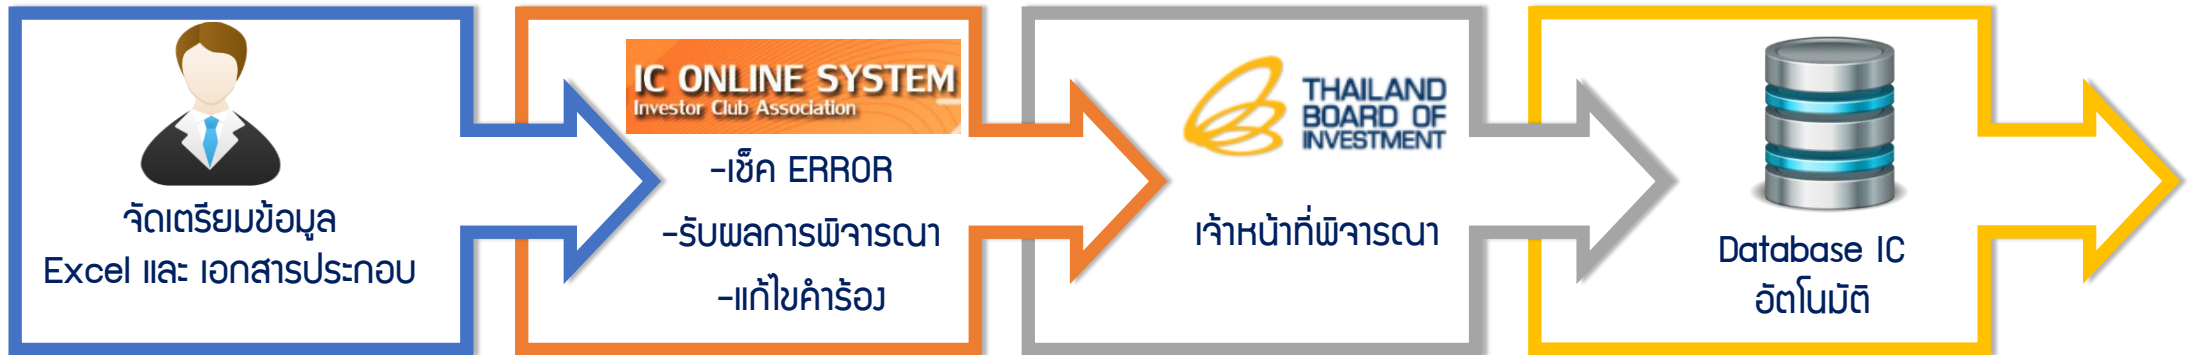 จัดเตรียมข้อมูล
Excel และ เอกสารประกอบ
IC ONLINE SYSTEM
Investor Club Association
-เช็ค ERROR
-รับผลการพิจารณา
-แก้ไขคำร้อง
THAILAND
BOARD OF
INVESTMENT
เจ้าหน้าที่พิจารณา
Database IC
อัตโนมัติ